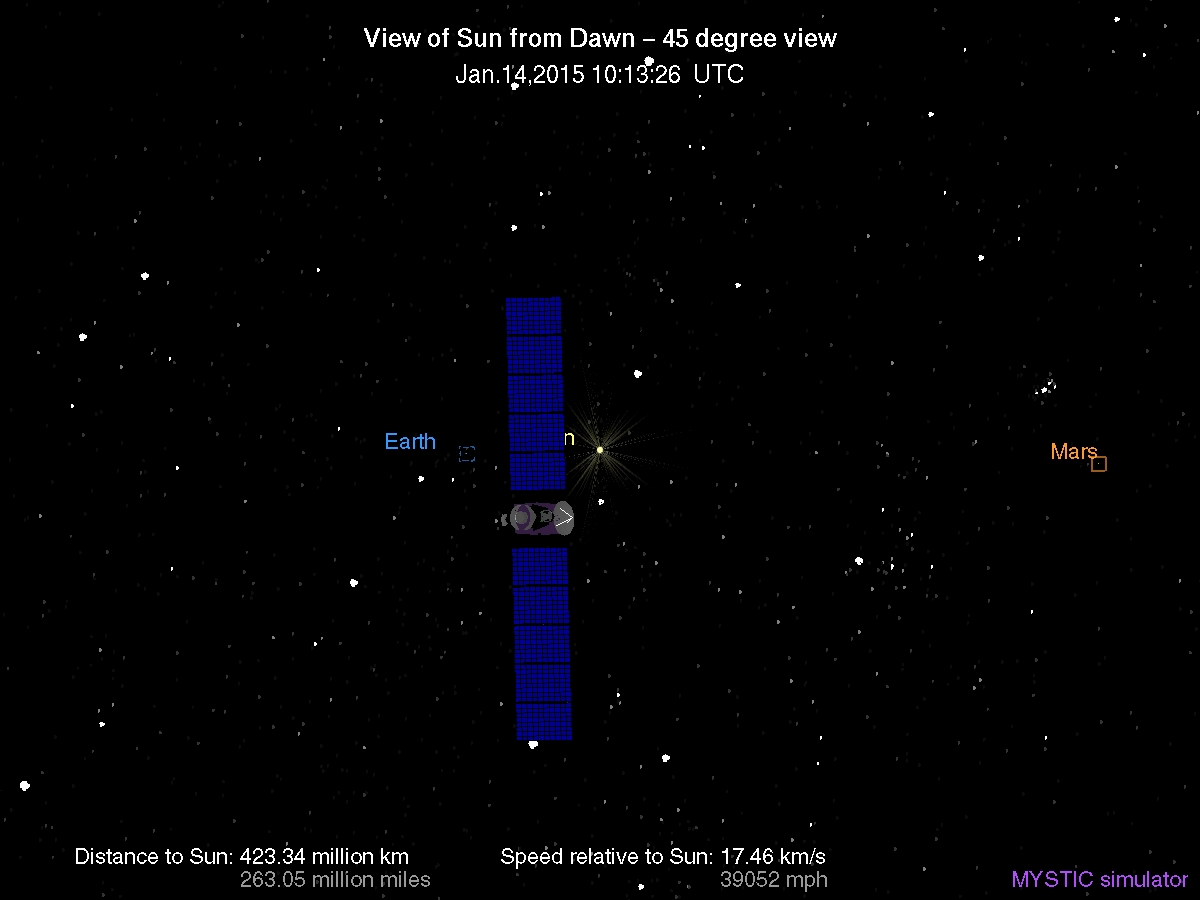 View of Sun from Dawn – 45 degree view
Jan.14,2015 10:13:26 UTC
Earth
n
Mars
Distance to Sun: 423.34 million km
263.05 million miles
Speed relative to Sun: 17.46 km/s
39052 mph
MYSTIC simulator